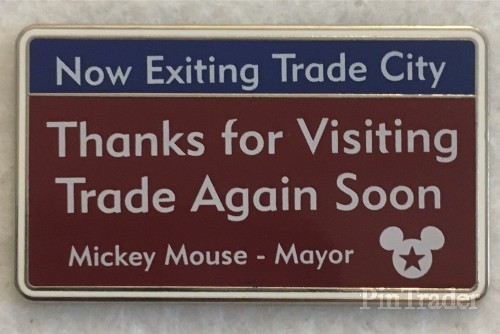 Now Exiting Trade City
Thanks for Visiting
Trade Again Soon
Mickey Mouse - Mayor
PinTrader